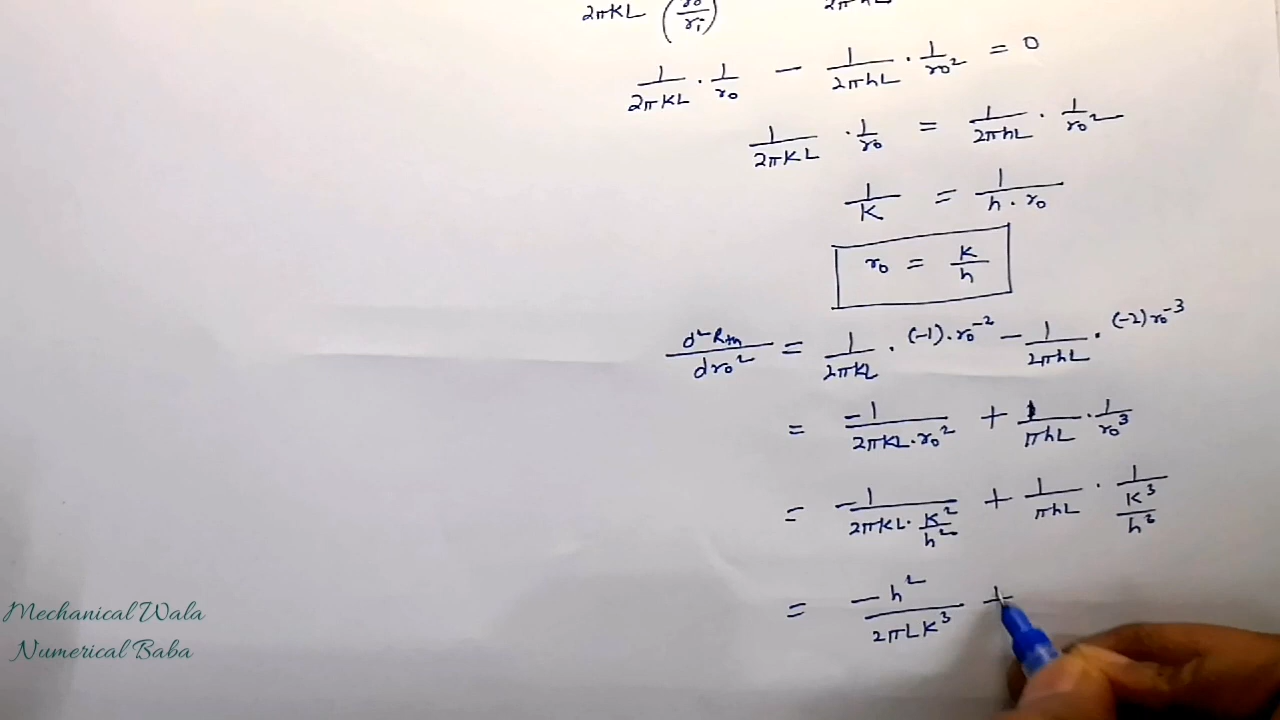 2πKL (r₀/rᵢ)
1/2πKL · 1/r₀ − 1/2πhL · 1/r₀² = 0
1/2πKL · 1/r₀ = 1/2πhL · 1/r₀²
1/K = 1/h · r₀
r₀ = K/h
d²Rth/dr₀² = 1/2πKL · (-1) · r₀⁻² − 1/2πhL · (-2) r₀⁻³
= -1/2πKL · r₀² + 1/πhL · 1/r₀³
= -1/2πKL · K²/h² + 1/πhL · 1/K³/h³
= -h²/2πLK³ +
Mechanical Wala
Numerical Baba